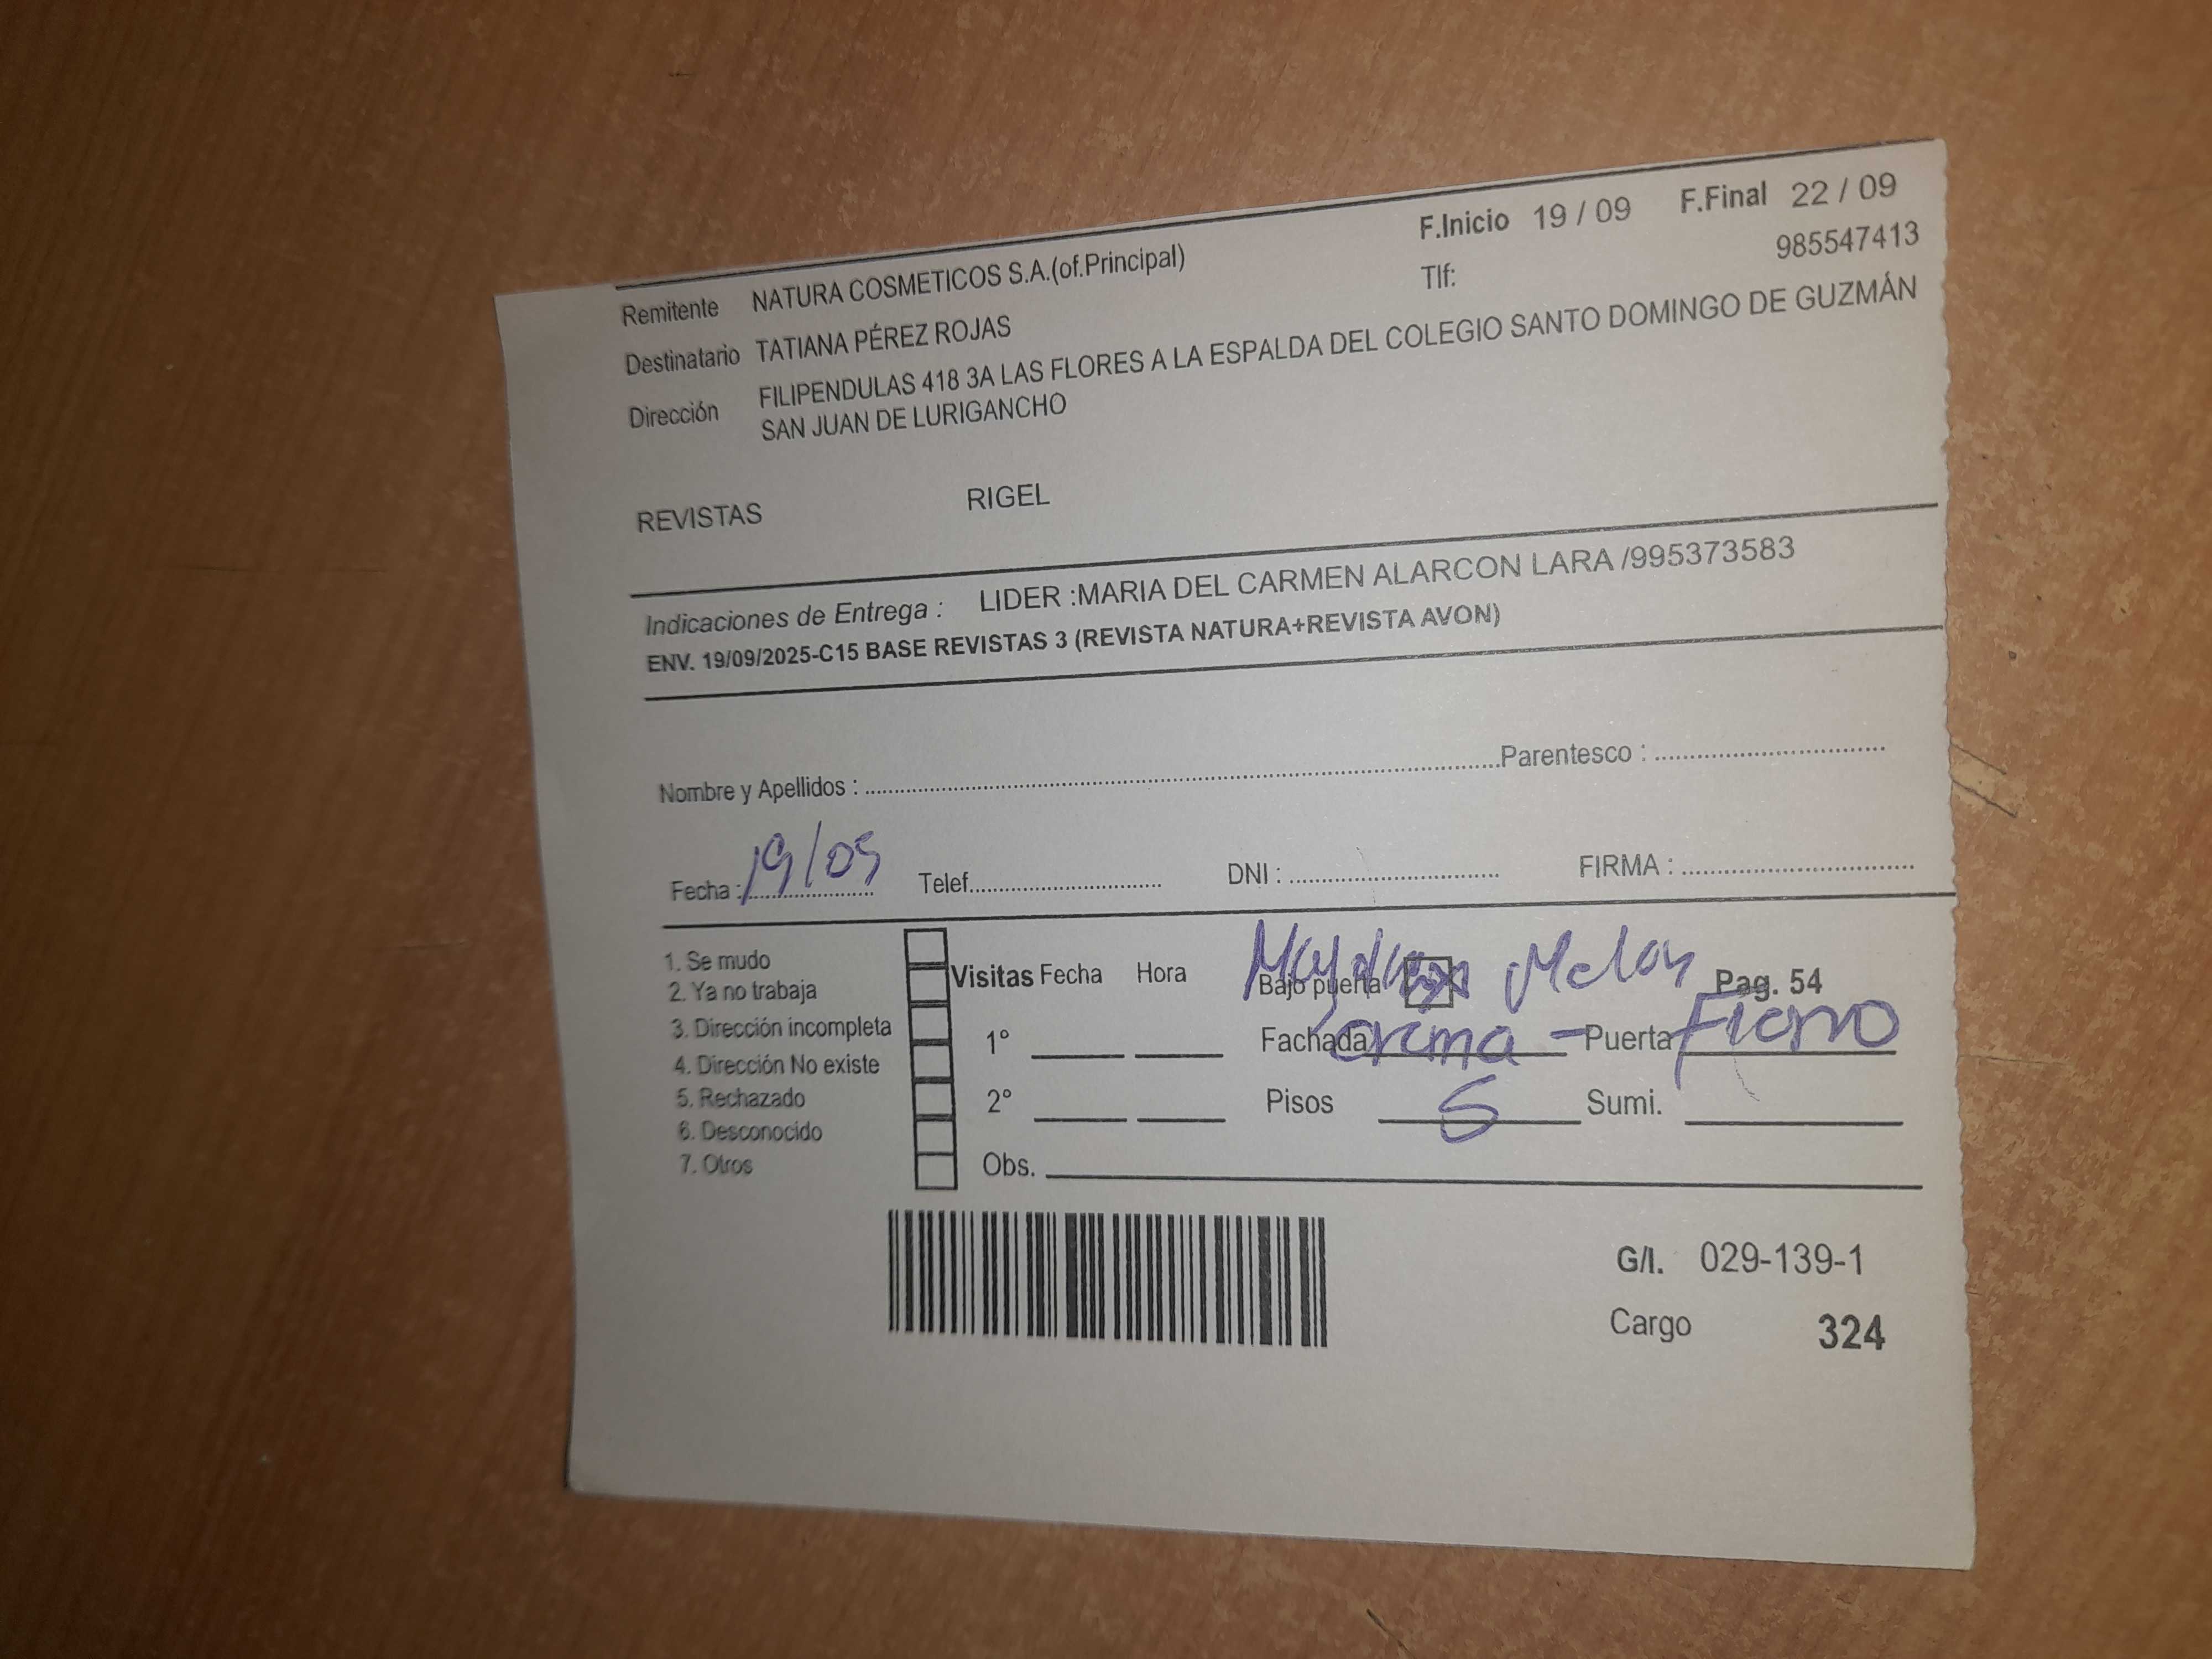 F.Inicio 19 / 09 F.Final 22 / 09
Remitente NATURA COSMETICOS S.A.(of.Principal) Tlf: 985547413
Destinatario TATIANA PÉREZ ROJAS
Dirección FILIPENDULAS 418 3A LAS FLORES A LA ESPALDA DEL COLEGIO SANTO DOMINGO DE GUZMÁN
SAN JUAN DE LURIGANCHO
REVISTAS RIGEL
Indicaciones de Entrega : LIDER :MARIA DEL CARMEN ALARCON LARA /995373583
ENV. 19/09/2025-C15 BASE REVISTAS 3 (REVISTA NATURA+REVISTA AVON)
Nombre y Apellidos : Parentesco :
Fecha : 19/09 Telef. DNI : FIRMA :
1. Se mudo
2. Ya no trabaja
3. Dirección incompleta
4. Dirección No existe
5. Rechazado
6. Desconocido
7. Otros
Visitas Fecha Hora Bajo puerta Pag. 54
1° Fachada crema - Puerta Fierro
2° Pisos 5 Sumi.
Obs.
G/I. 029-139-1
Cargo 324